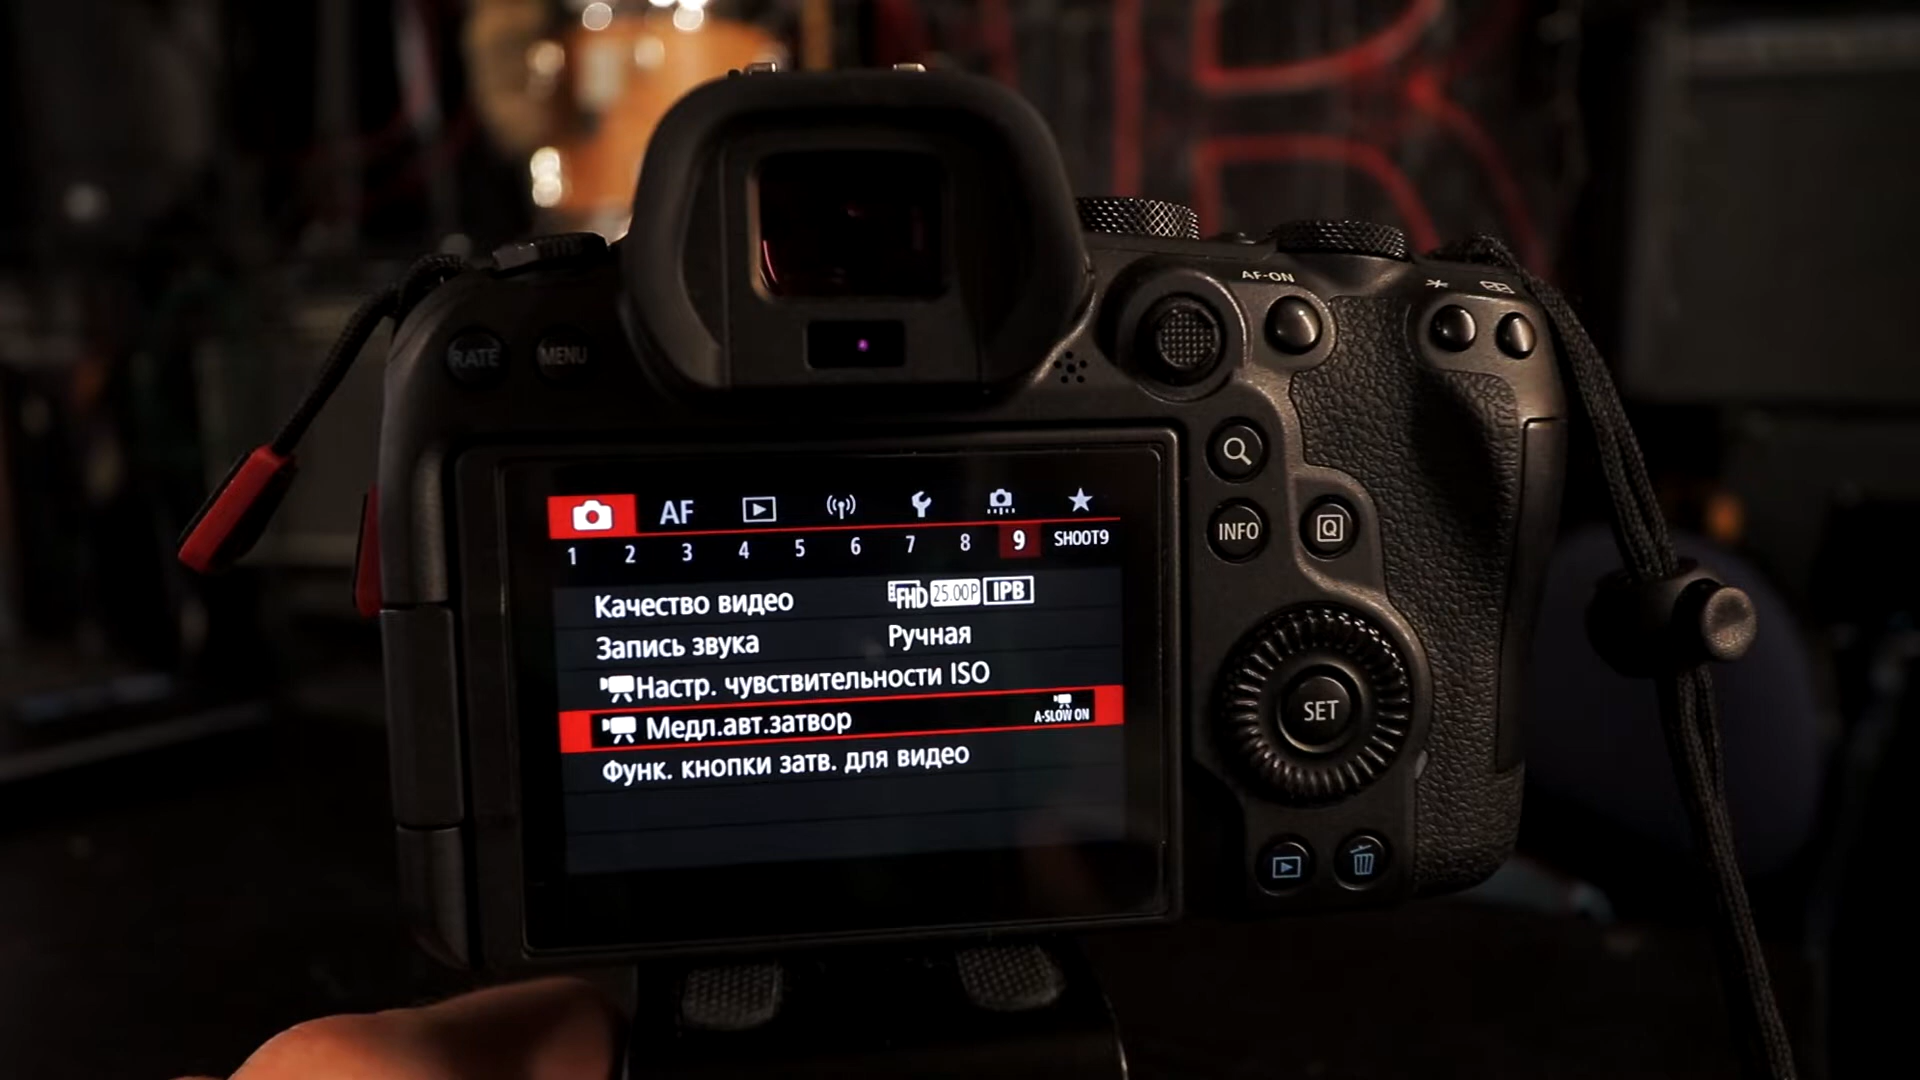 AF-ON
RATE MENU
INFO
Q
AF
1 2 3 4 5 6 7 8 9 SHOOT9
Качество видео FHD 25.00P IPB
Запись звука Ручная
Настр. чувствительности ISO
Медл.авт.затвор A-SLOW ON
Функ. кнопки затв. для видео
SET